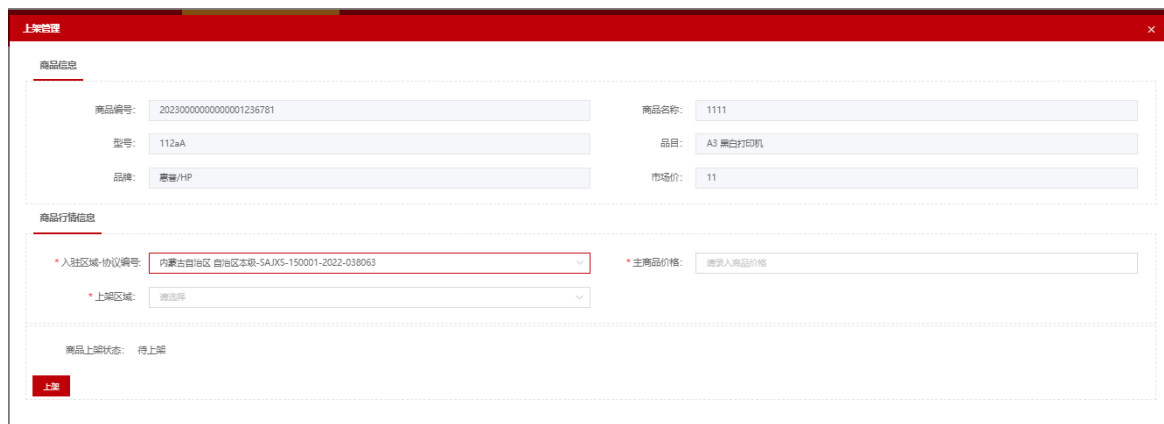 上架管理
商品信息
商品编号: 20230000000000001236781 商品名称: 1111
型号: 112aA 品目: A3 黑白打印机
品牌: 惠普/HP 市场价: 11
商品行情信息
* 入驻区域-协议编号: 内蒙古自治区 自治区本级-SAJXS-150001-2022-038063 * 主商品价格: 请录入商品价格
* 上架区域: 请选择
商品上架状态: 待上架
上架